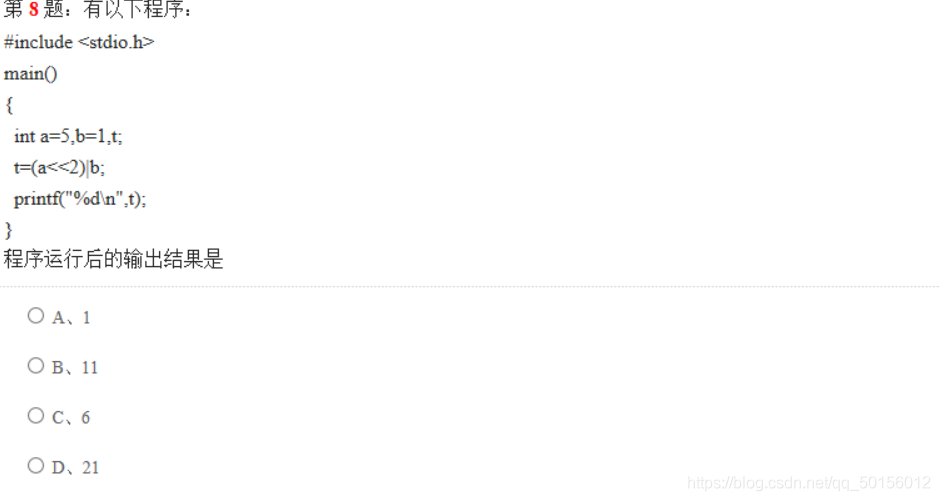 第 8 题：有以下程序：
#include <stdio.h>
main()
{
int a=5,b=1,t;
t=(a<<2)|b;
printf("%d\n",t);
}
程序运行后的输出结果是
A、1
B、11
C、6
D、21
https://blog.csdn.net/qq_50156012